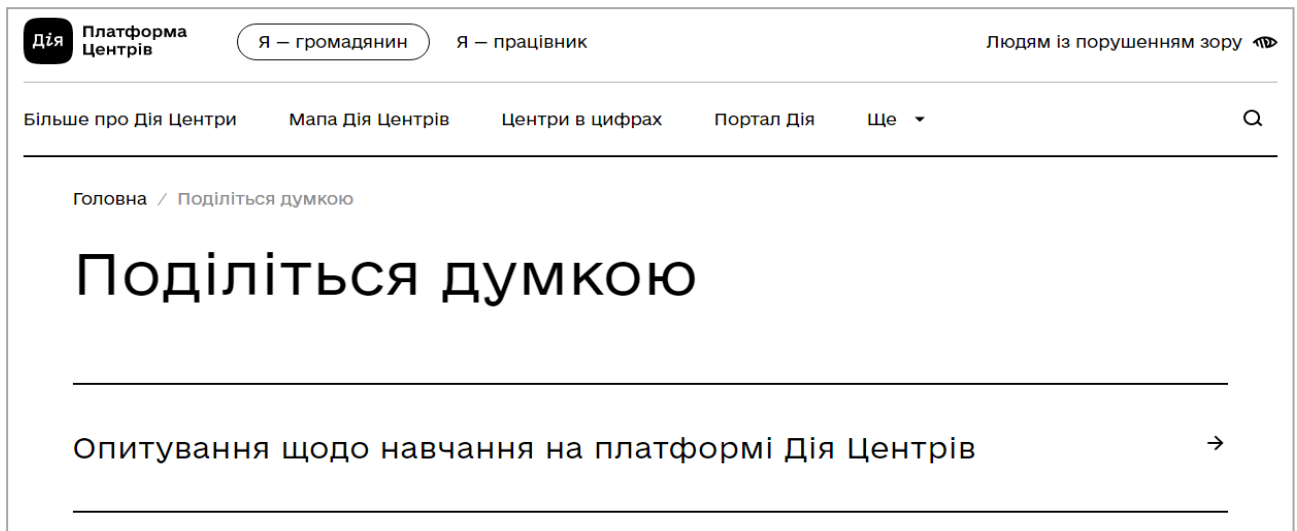 Дія
Платформа
Центрів
Я — громадянин
Я — працівник
Людям із порушенням зору
Більше про Дія Центри
Мапа Дія Центрів
Центри в цифрах
Портал Дія
Ще
Головна / Поділіться думкою
Поділіться думкою
Опитування щодо навчання на платформі Дія Центрів